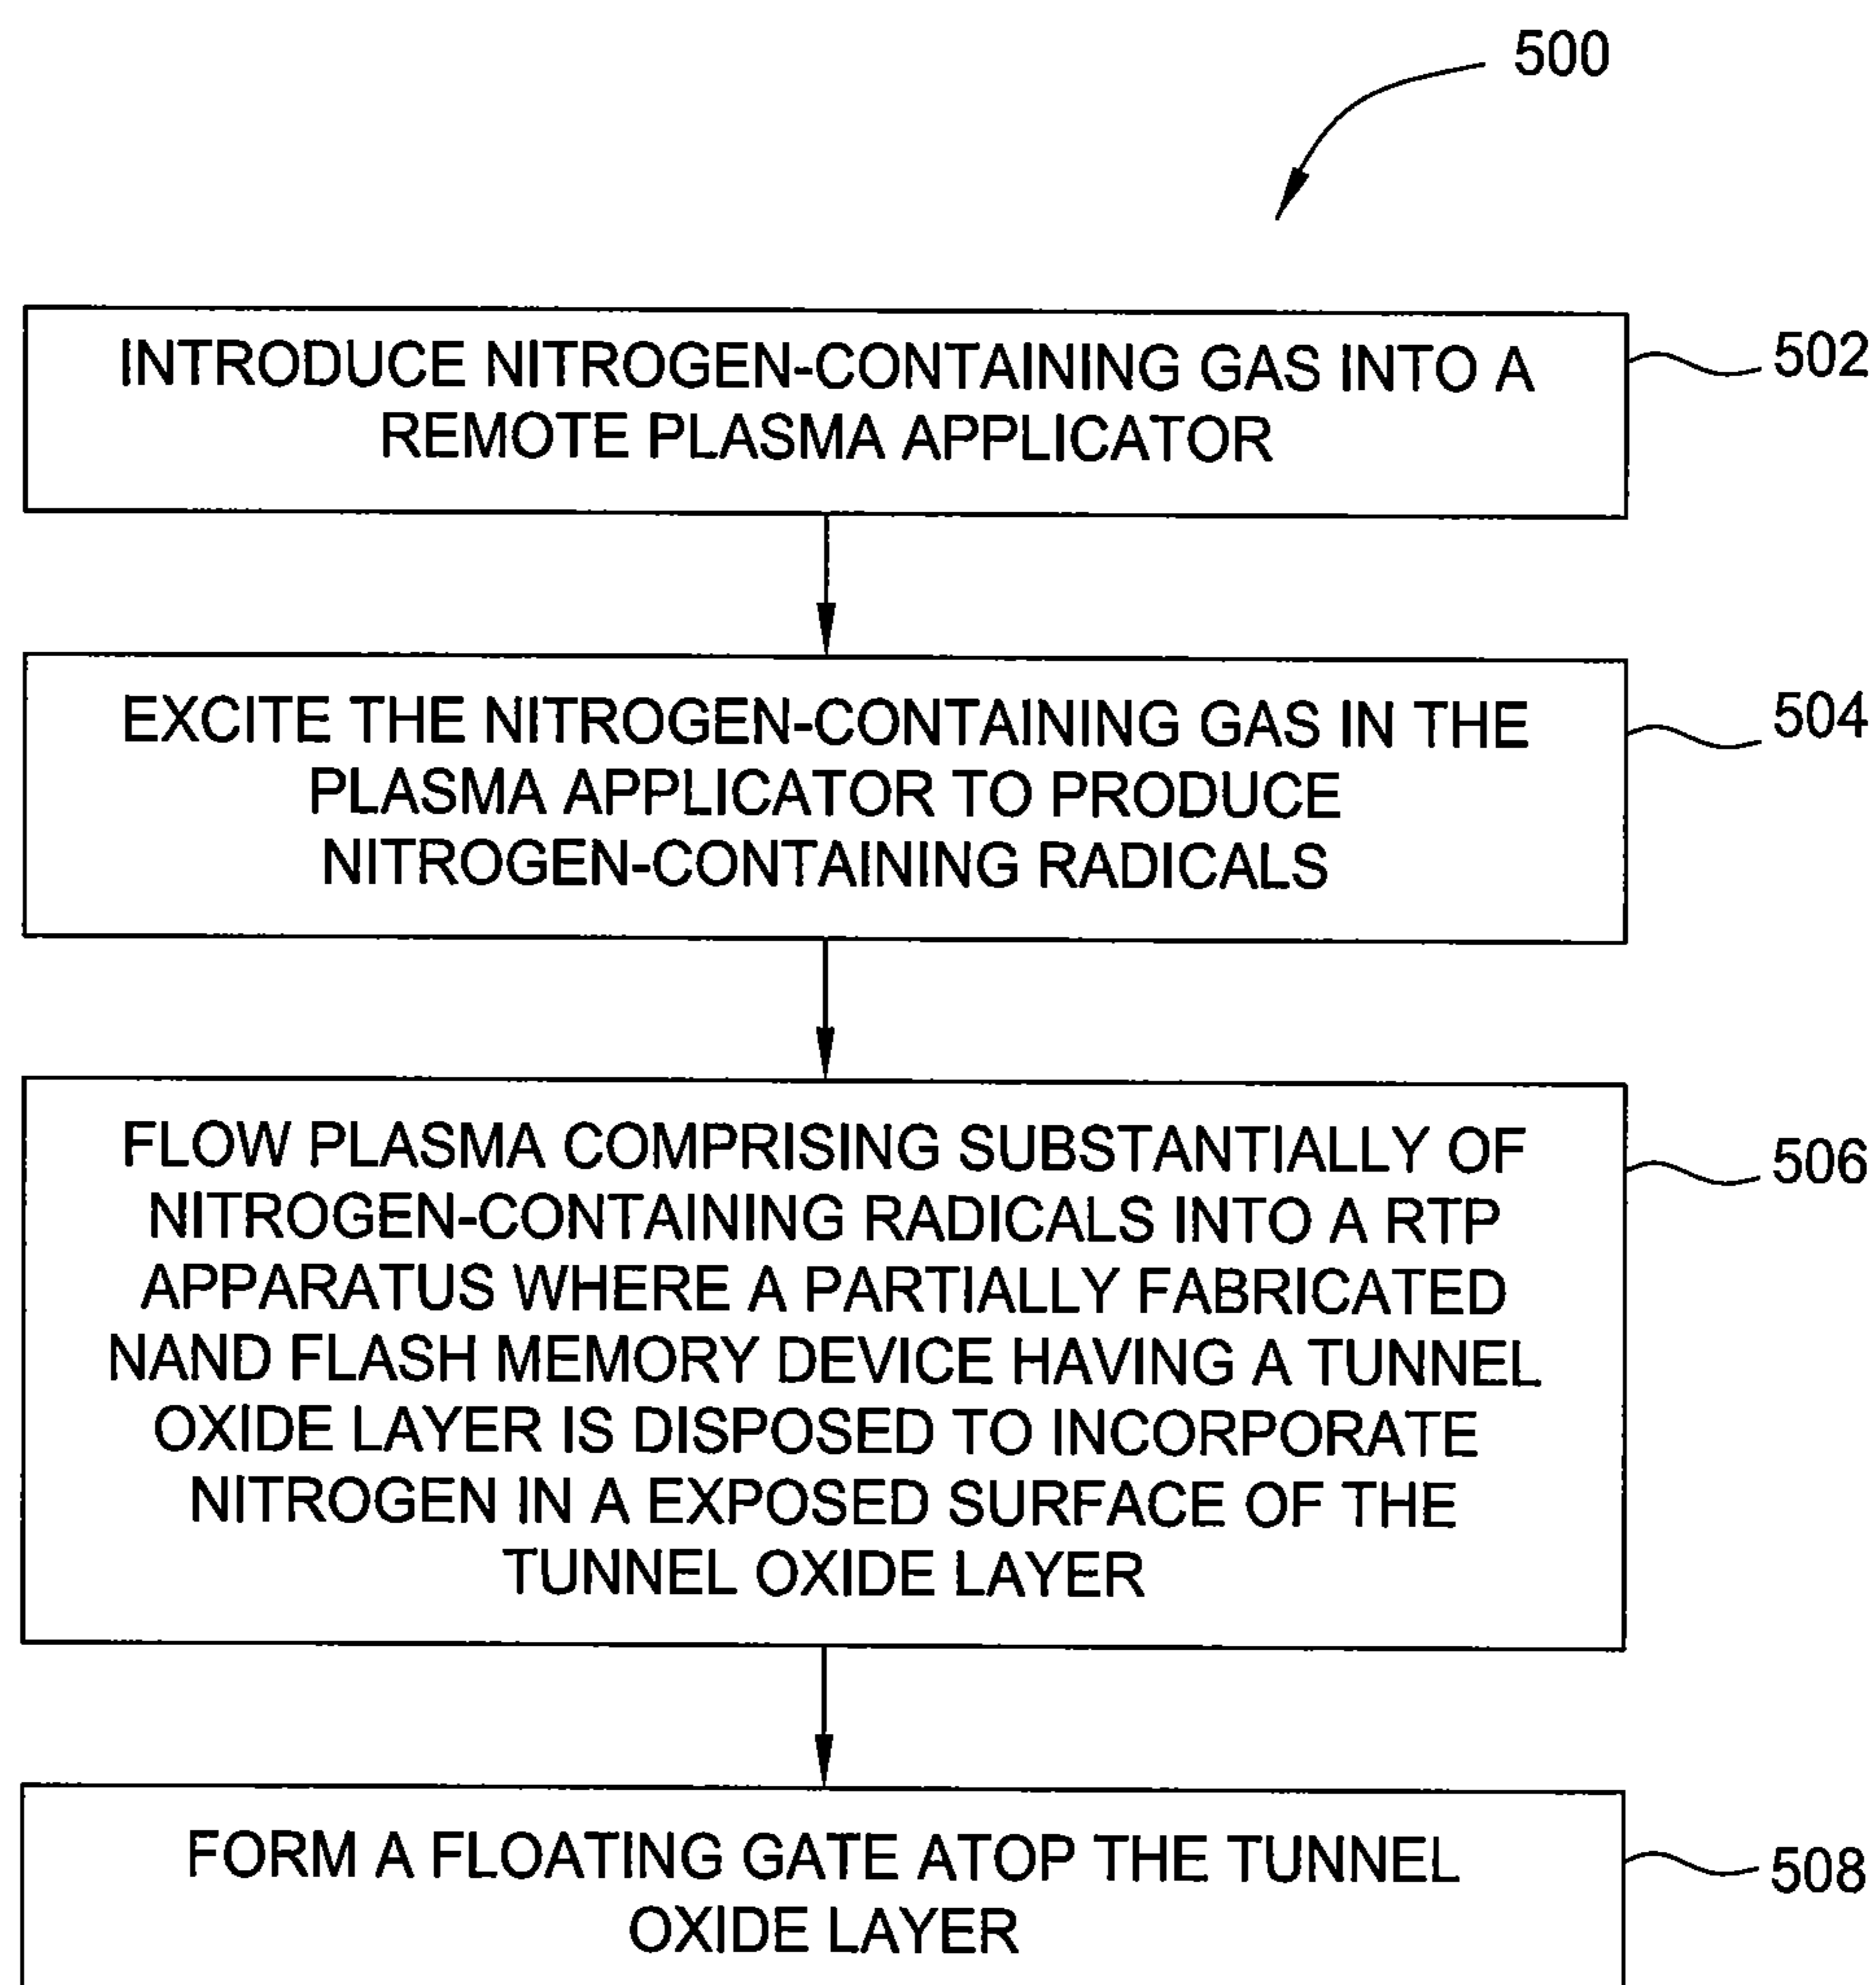 500
INTRODUCE NITROGEN-CONTAINING GAS INTO A
REMOTE PLASMA APPLICATOR
502
EXCITE THE NITROGEN-CONTAINING GAS IN THE
PLASMA APPLICATOR TO PRODUCE
NITROGEN-CONTAINING RADICALS
504
FLOW PLASMA COMPRISING SUBSTANTIALLY OF
NITROGEN-CONTAINING RADICALS INTO A RTP
APPARATUS WHERE A PARTIALLY FABRICATED
NAND FLASH MEMORY DEVICE HAVING A TUNNEL
OXIDE LAYER IS DISPOSED TO INCORPORATE
NITROGEN IN A EXPOSED SURFACE OF THE
TUNNEL OXIDE LAYER
506
FORM A FLOATING GATE ATOP THE TUNNEL
OXIDE LAYER
508